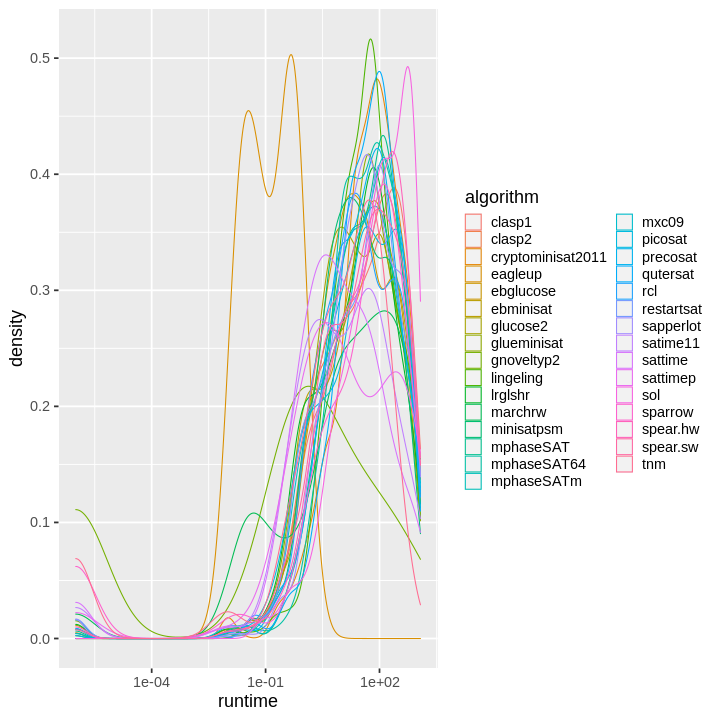 0.5
0.4
0.3
0.2
0.1
0.0
density
1e-04
1e-01
1e+02
runtime
algorithm
clasp1
clasp2
cryptominisat2011
eagleup
ebglucose
ebminisat
glucose2
glueminisat
gnoveltyp2
lingeling
lrglshr
marchrw
minisatpsm
mphaseSAT
mphaseSAT64
mphaseSATm
mxc09
picosat
precosat
qutersat
rcl
restartsat
sapperlot
satime11
sattime
sattimep
sol
sparrow
spear.hw
spear.sw
tnm